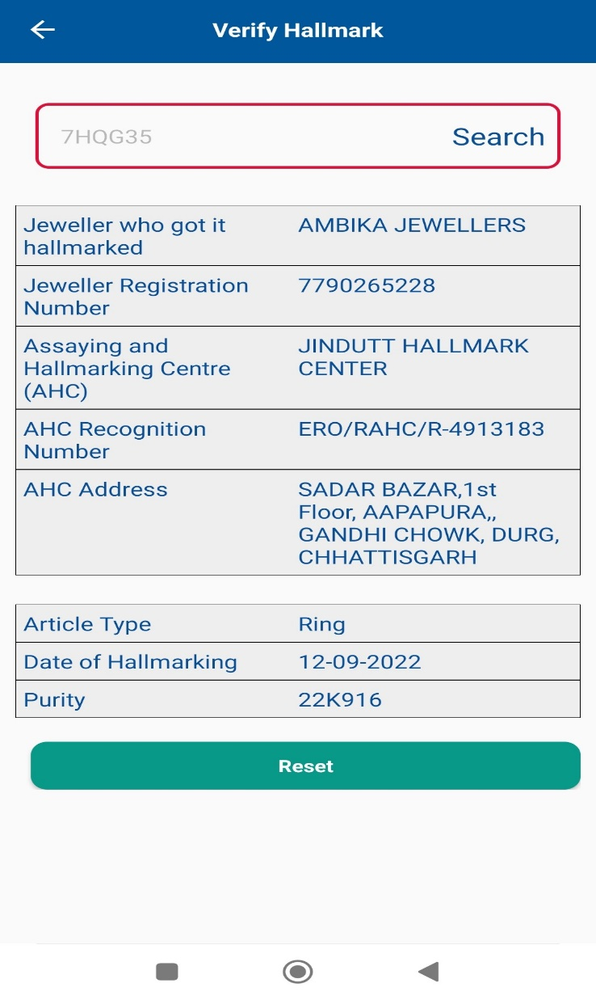 Verify Hallmark
7HQG35 Search
Jeweller who got it AMBIKA JEWELLERS
hallmarked
Jeweller Registration 7790265228
Number
Assaying and JINDUTT HALLMARK
Hallmarking Centre CENTER
(AHC)
AHC Recognition ERO/RAHC/R-4913183
Number
AHC Address SADAR BAZAR,1st
Floor, AAPAPURA,,
GANDHI CHOWK, DURG,
CHHATTISGARH
Article Type Ring
Date of Hallmarking 12-09-2022
Purity 22K916
Reset